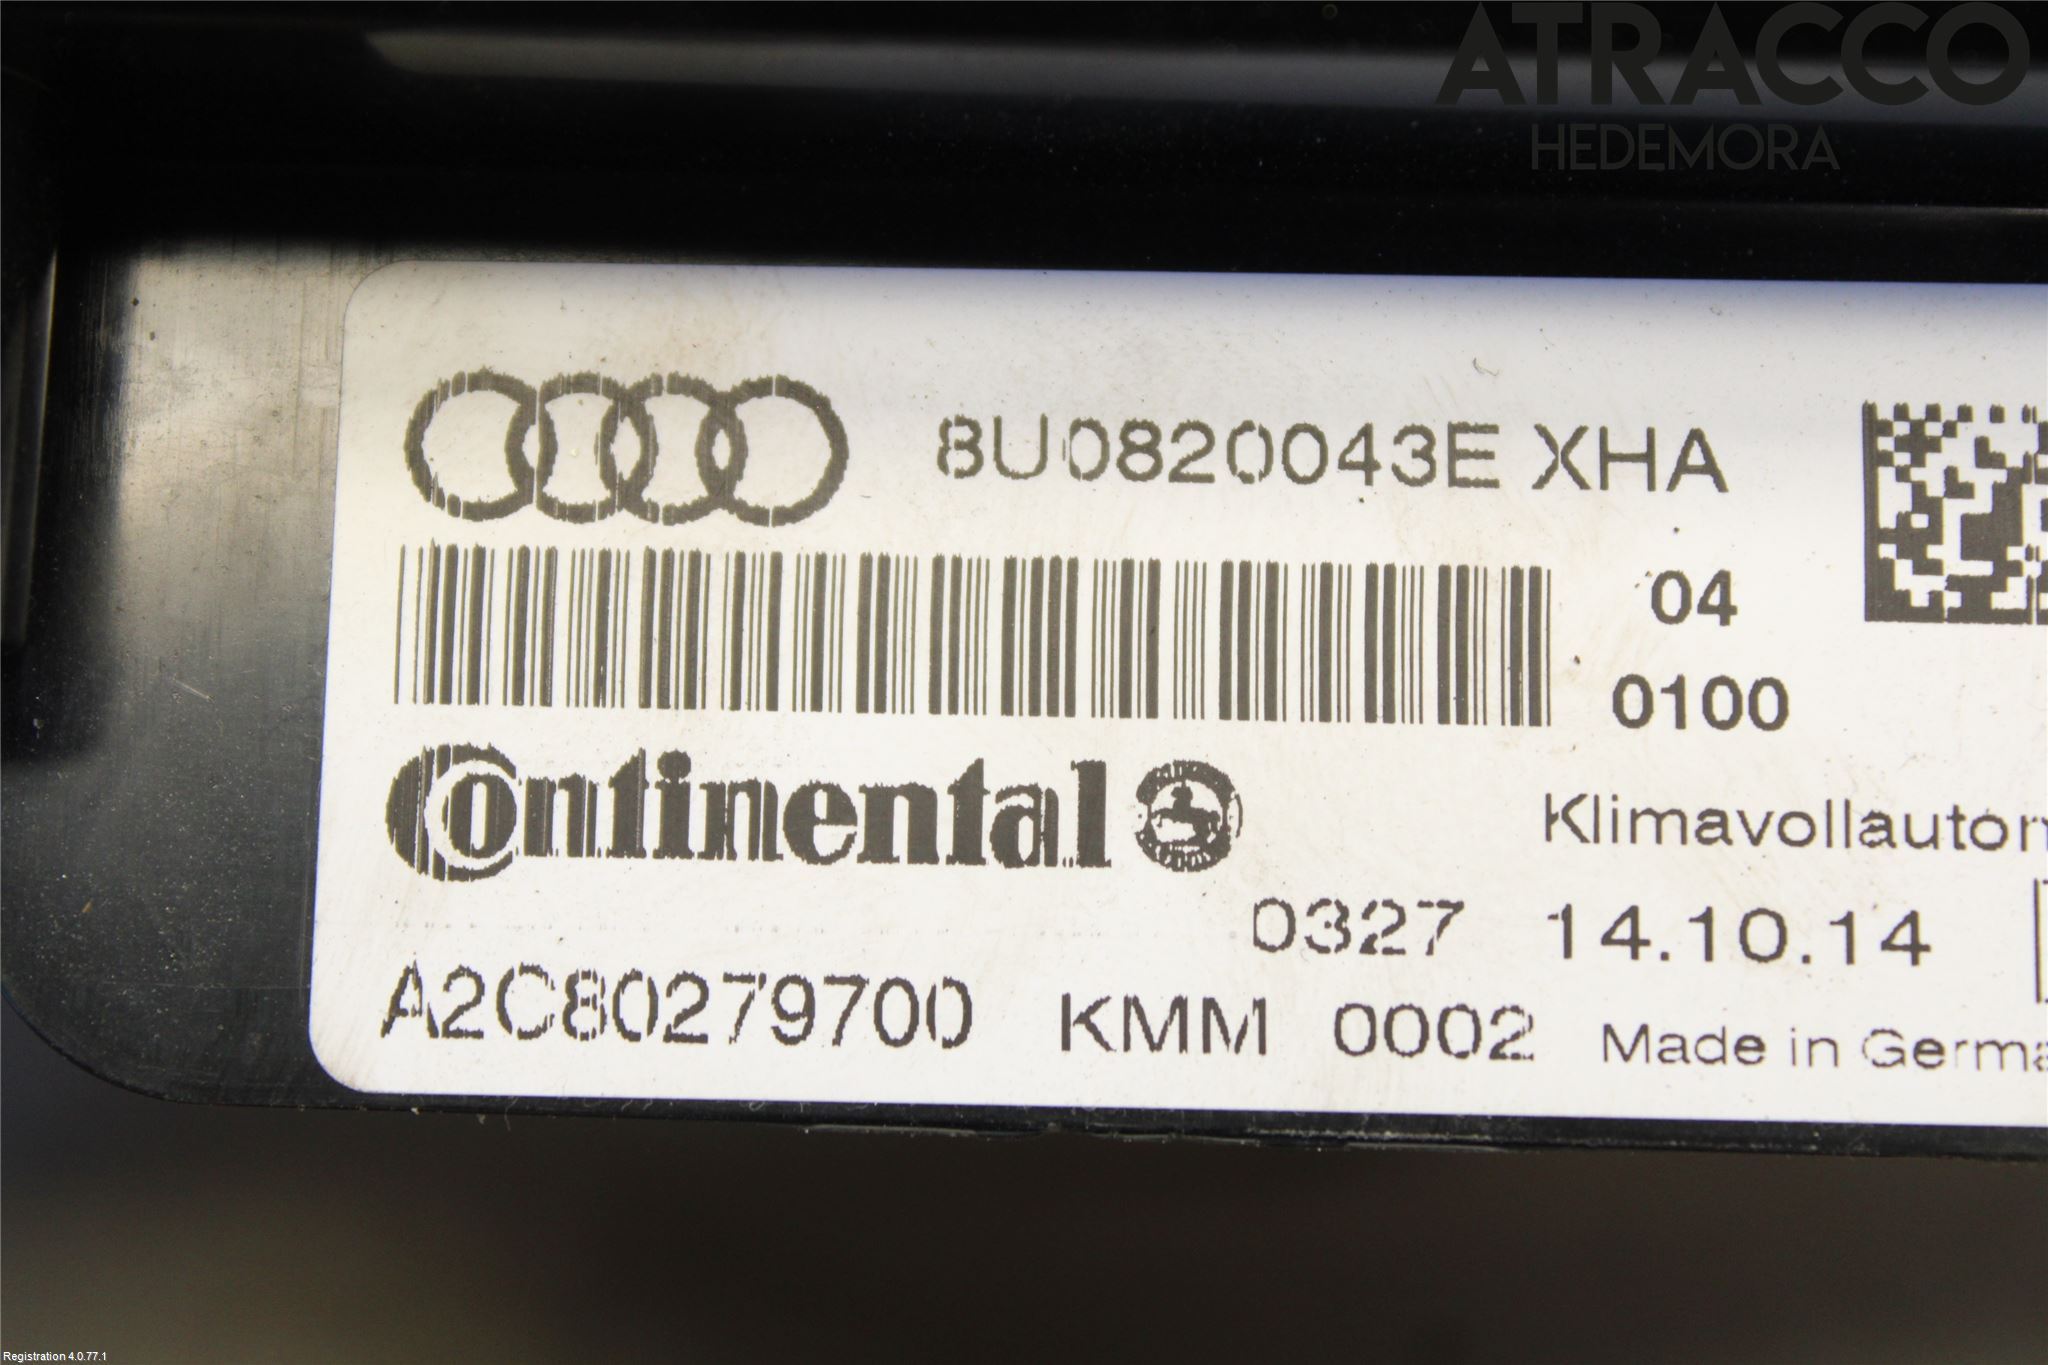 ATRACCO
HEDEMORA
8U0820043E XHA
04
0100
Continental
Klimavollautom
0327 14.10.14
A2C80279700 KMM 0002 Made in Germa
Registration 4.0.77.1